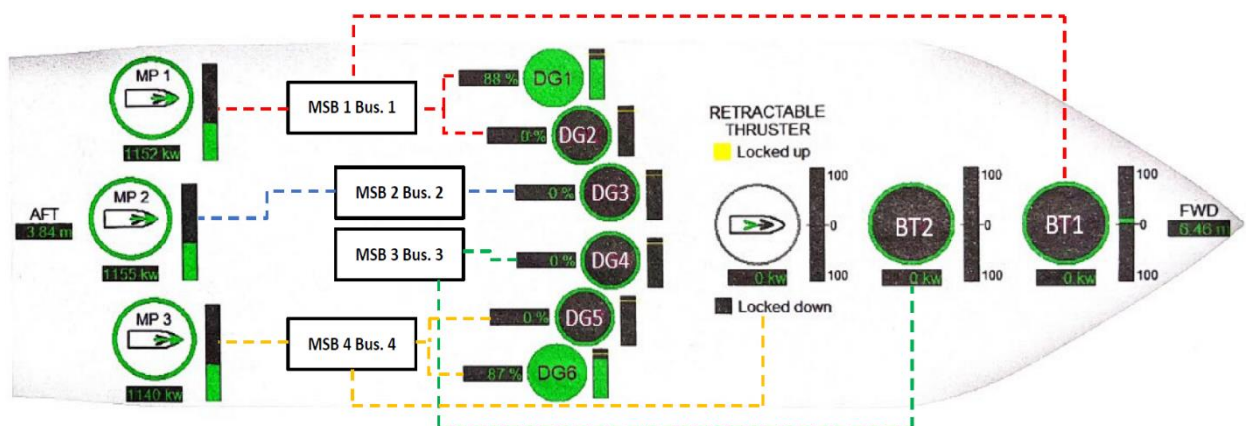 MP 1
1152 kw
MSB 1 Bus. 1
88 %
DG1
0 %
DG2
MP 2
AFT
3.84 m
1155 kw
MSB 2 Bus. 2
0 %
DG3
MSB 3 Bus. 3
0 %
DG4
MP 3
1140 kw
MSB 4 Bus. 4
0 %
DG5
87 %
DG6
RETRACTABLE
THRUSTER
Locked up
100
0
100
0 kw
Locked down
BT2
100
0
100
0 kw
BT1
100
0
100
0 kw
FWD
6.46 m